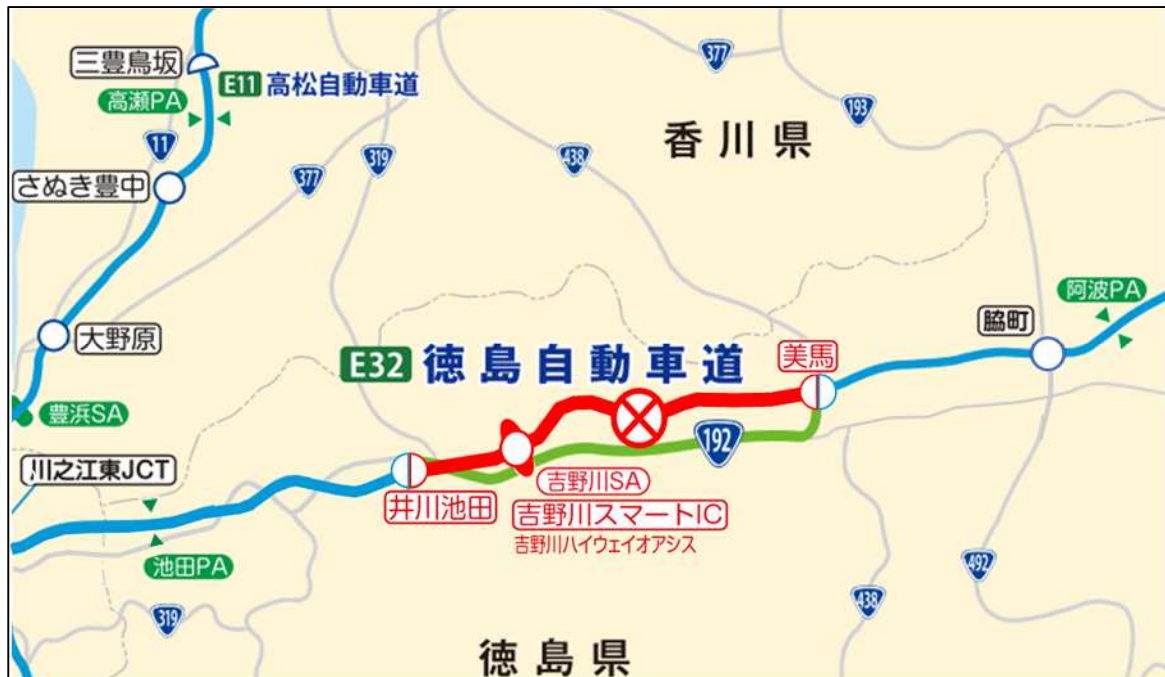 三豊鳥坂
E11 高松自動車道
高瀬PA
11
さぬき豊中
377
319
438
377
193
香川県
大野原
豊浜SA
E32 徳島自動車道
美馬
脇町
阿波PA
192
川之江東JCT
井川池田
吉野川SA
吉野川スマートIC
吉野川ハイウェイオアシス
池田PA
319
438
492
徳島県